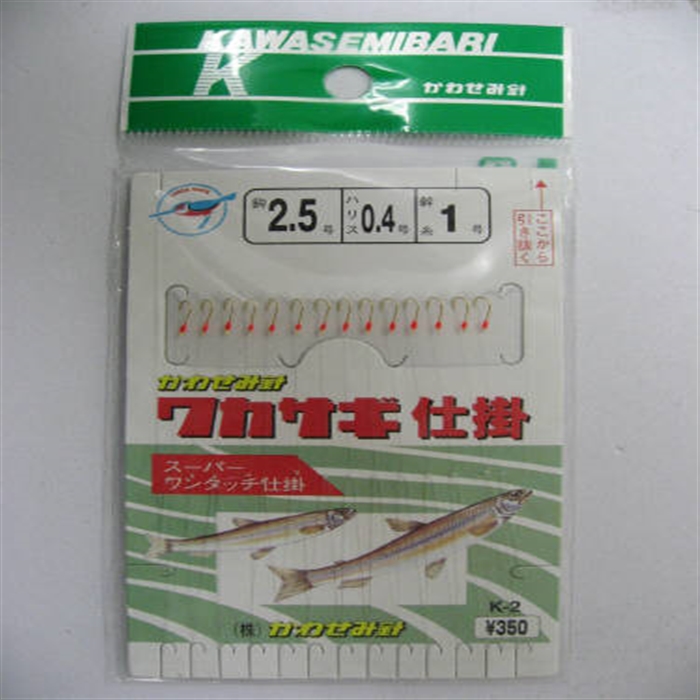 KAWASEMIBARI
K
かわせみ針
鈎 2.5号
ハリス 0.4号
幹糸 1号
ここから
引き抜く
かわせみ針
ワカサギ 仕掛
スーパー
ワンタッチ仕掛
K-2
¥350
(株) かわせみ針